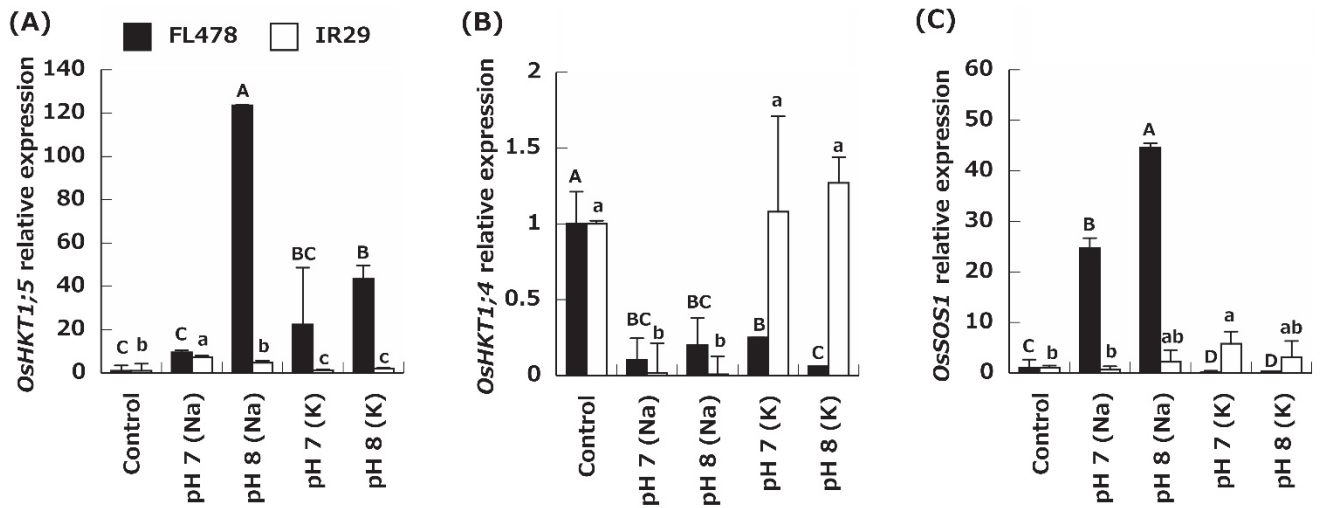 (A)
FL478
IR29
OsHKT1;5 relative expression
140
120
100
80
60
40
20
0
C
b
C
a
A
b
BC
c
B
c
Control
pH 7 (Na)
pH 8 (Na)
pH 7 (K)
pH 8 (K)
(B)
OsHKT1;4 relative expression
2
1.5
1
0.5
0
A
a
BC
b
BC
b
B
a
C
a
Control
pH 7 (Na)
pH 8 (Na)
pH 7 (K)
pH 8 (K)
(C)
OsSOS1 relative expression
60
50
40
30
20
10
0
C
b
B
b
A
ab
D
a
D
ab
Control
pH 7 (Na)
pH 8 (Na)
pH 7 (K)
pH 8 (K)